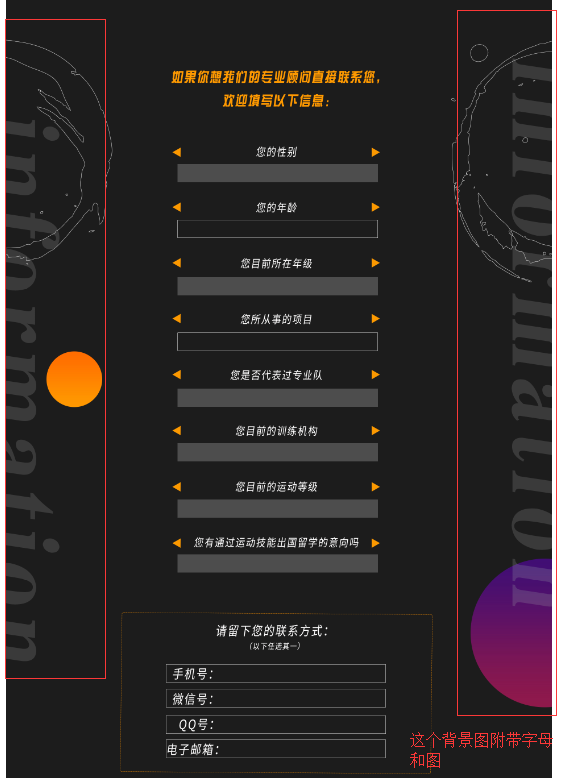 如果你想我们的专业顾问直接联系您,
欢迎填写以下信息:
您的性别
您的年龄
您目前所在年级
您所从事的项目
您是否代表过专业队
您目前的训练机构
您目前的运动等级
您有通过运动技能出国留学的意向吗
请留下您的联系方式:
(以下任选其一)
手机号:
微信号:
QQ号:
电子邮箱:
information
information
这个背景图附带字母
和图